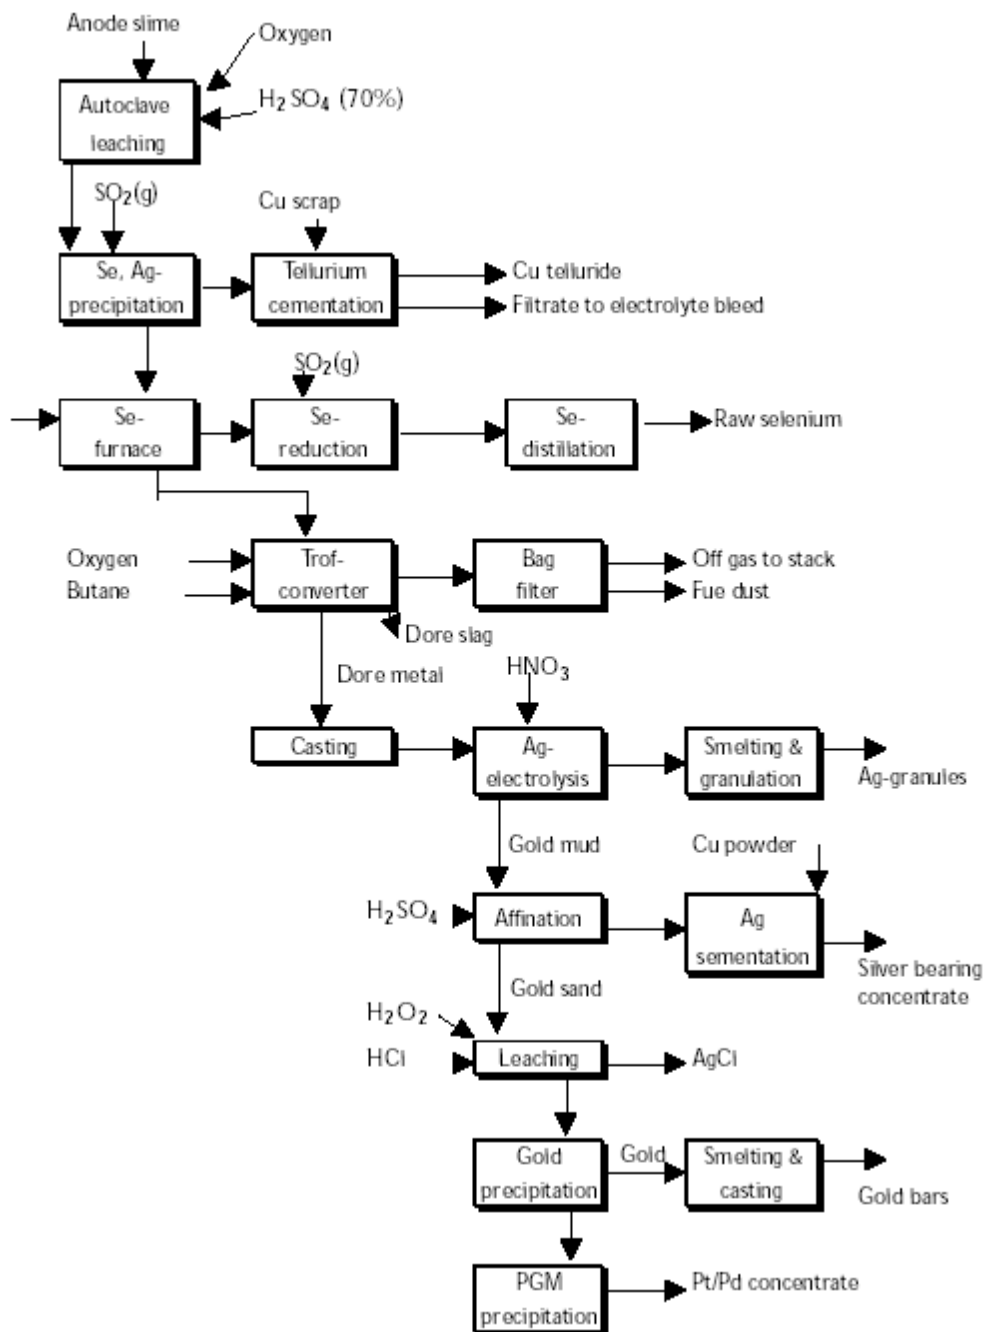 Anode slime
Oxygen
H₂SO₄ (70%)
Autoclave
leaching
SO₂(g)
Cu scrap
Se, Ag-
precipitation
Tellurium
cementation
Cu telluride
Filtrate to electrolyte bleed
SO₂(g)
Se-
furnace
Se-
reduction
Se-
distillation
Raw selenium
Oxygen
Butane
Trof-
converter
Bag
filter
Off gas to stack
Fue dust
Dore slag
Dore metal
HNO₃
Casting
Ag-
electrolysis
Smelting &
granulation
Ag-granules
Gold mud
Cu powder
H₂SO₄
Affination
Ag
sementation
Silver bearing
concentrate
Gold sand
H₂O₂
HCl
Leaching
AgCl
Gold
precipitation
Gold
Smelting &
casting
Gold bars
PGM
precipitation
Pt/Pd concentrate